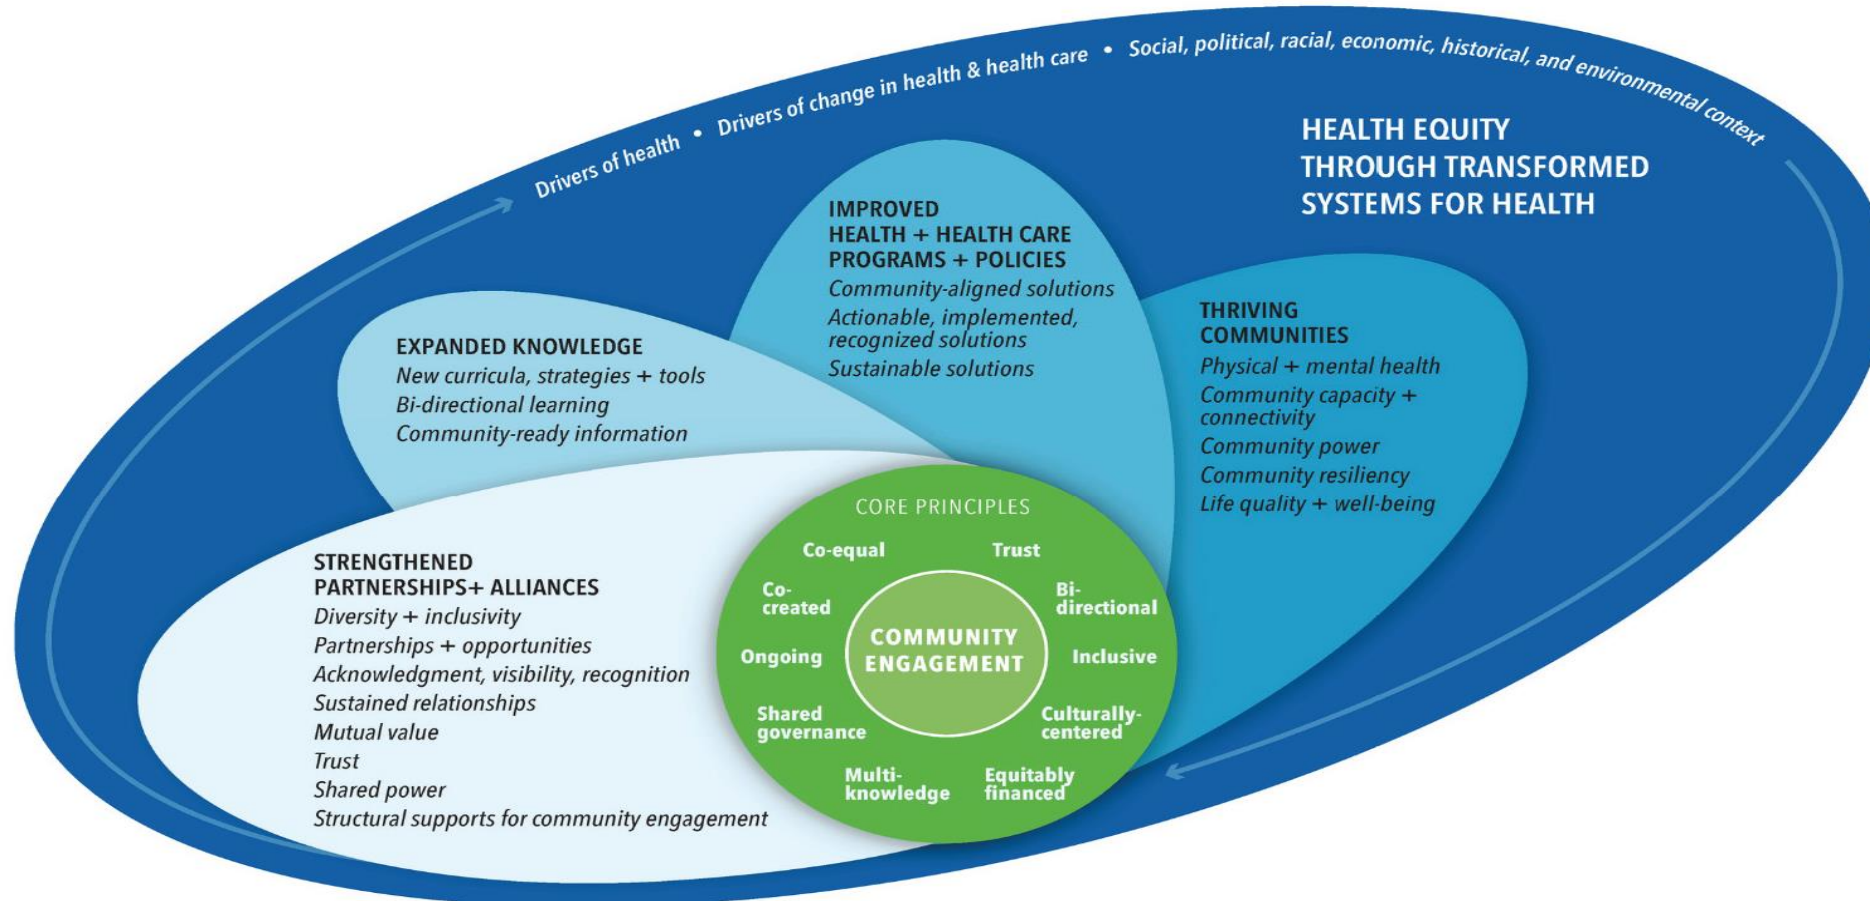 Drivers of health • Drivers of change in health & health care • Social, political, racial, economic, historical, and environmental context
HEALTH EQUITY
THROUGH TRANSFORMED
SYSTEMS FOR HEALTH
IMPROVED
HEALTH + HEALTH CARE
PROGRAMS + POLICIES
Community-aligned solutions
Actionable, implemented,
recognized solutions
Sustainable solutions
THRIVING
COMMUNITIES
Physical + mental health
Community capacity +
connectivity
Community power
Community resiliency
Life quality + well-being
EXPANDED KNOWLEDGE
New curricula, strategies + tools
Bi-directional learning
Community-ready information
STRENGTHENED
PARTNERSHIPS+ ALLIANCES
Diversity + inclusivity
Partnerships + opportunities
Acknowledgment, visibility, recognition
Sustained relationships
Mutual value
Trust
Shared power
Structural supports for community engagement
CORE PRINCIPLES
Co-equal
Trust
Co-
created
Bi-
directional
Ongoing
COMMUNITY
ENGAGEMENT
Inclusive
Shared
governance
Culturally-
centered
Multi-
knowledge
Equitably
financed